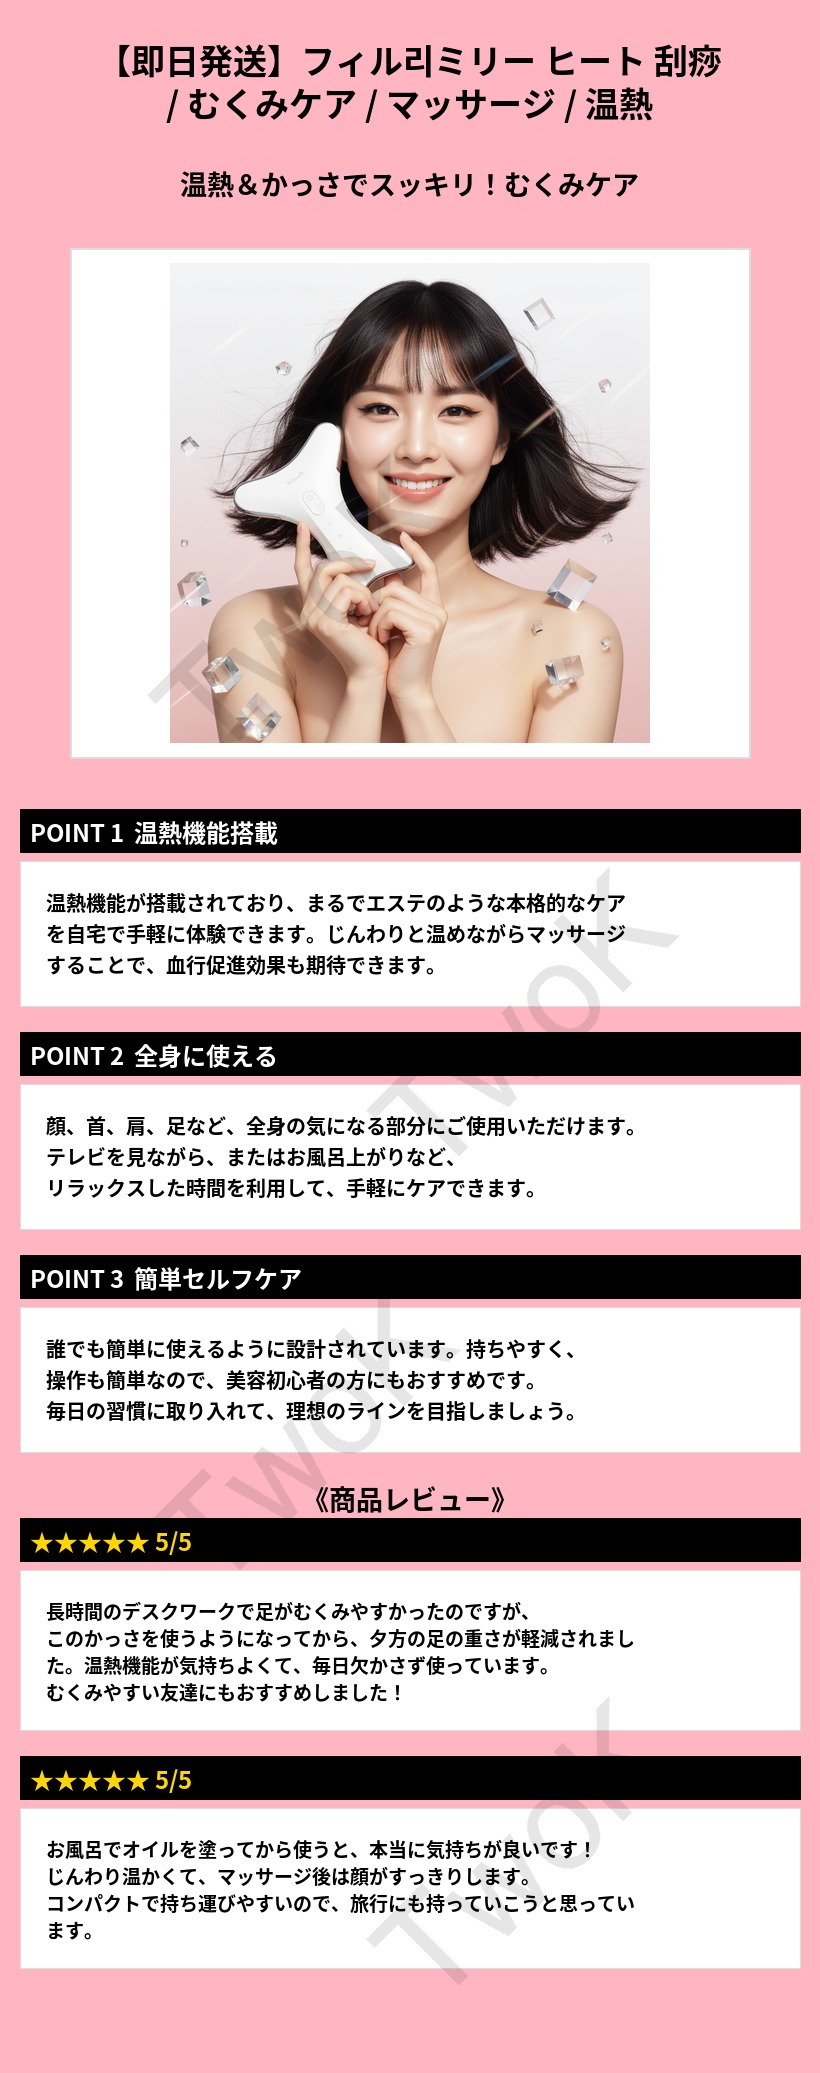 【即日発送】フィル리ミリー ヒート 刮痧
/ むくみケア / マッサージ / 温熱
温熱＆かっさでスッキリ！むくみケア
TwoK
POINT 1 温熱機能搭載
温熱機能が搭載されており、まるでエステのような本格的なケア
を自宅で手軽に体験できます。じんわりと温めながらマッサージ
することで、血行促進効果も期待できます。
TwoK
POINT 2 全身に使える
顔、首、肩、足など、全身の気になる部分にご使用いただけます。
テレビを見ながら、またはお風呂上がりなど、
リラックスした時間を利用して、手軽にケアできます。
POINT 3 簡単セルフケア
誰でも簡単に使えるように設計されています。持ちやすく、
操作も簡単なので、美容初心者の方にもおすすめです。
毎日の習慣に取り入れて、理想のラインを目指しましょう。
TwoK
《商品レビュー》
★★★★★ 5/5
長時間のデスクワークで足がむくみやすかったのですが、
このかっさを使うようになってから、夕方の足の重さが軽減されまし
た。温熱機能が気持ちよくて、毎日欠かさず使っています。
むくみやすい友達にもおすすめしました！
★★★★★ 5/5
お風呂でオイルを塗ってから使うと、本当に気持ちが良いです！
じんわり温かくて、マッサージ後は顔がすっきりします。
コンパクトで持ち運びやすいので、旅行にも持っていこうと思ってい
ます。
TwoK